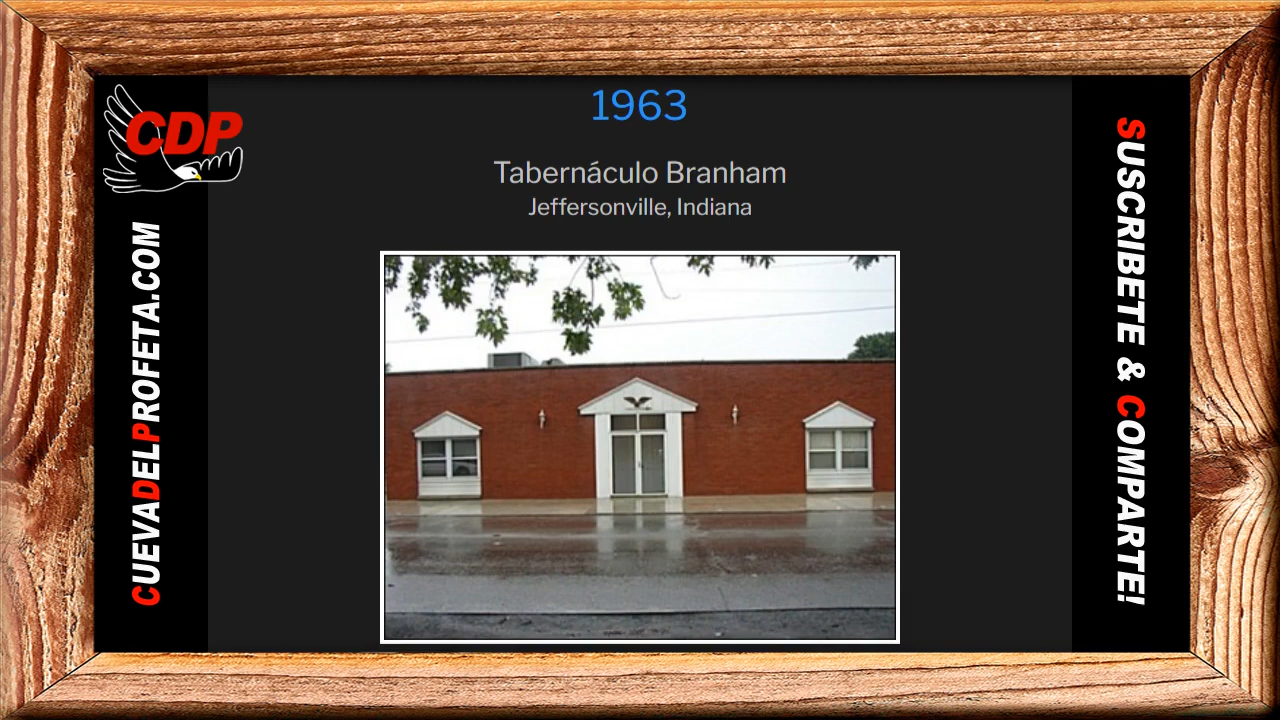 CDP
CUEVADELPROFETA.COM
1963
Tabernáculo Branham
Jeffersonville, Indiana
SUSCRIBETE & COMPARTE!